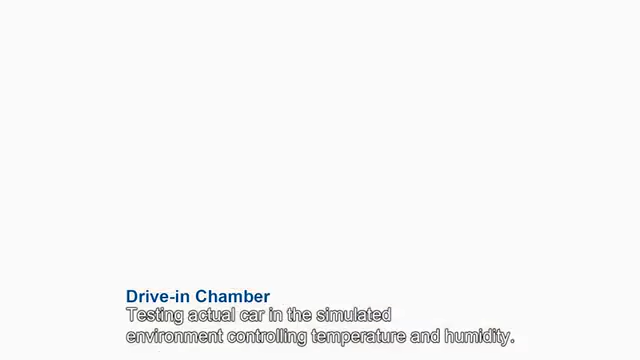 Drive-in Chamber
Testing actual car in the simulated
environment controlling temperature and humidity.